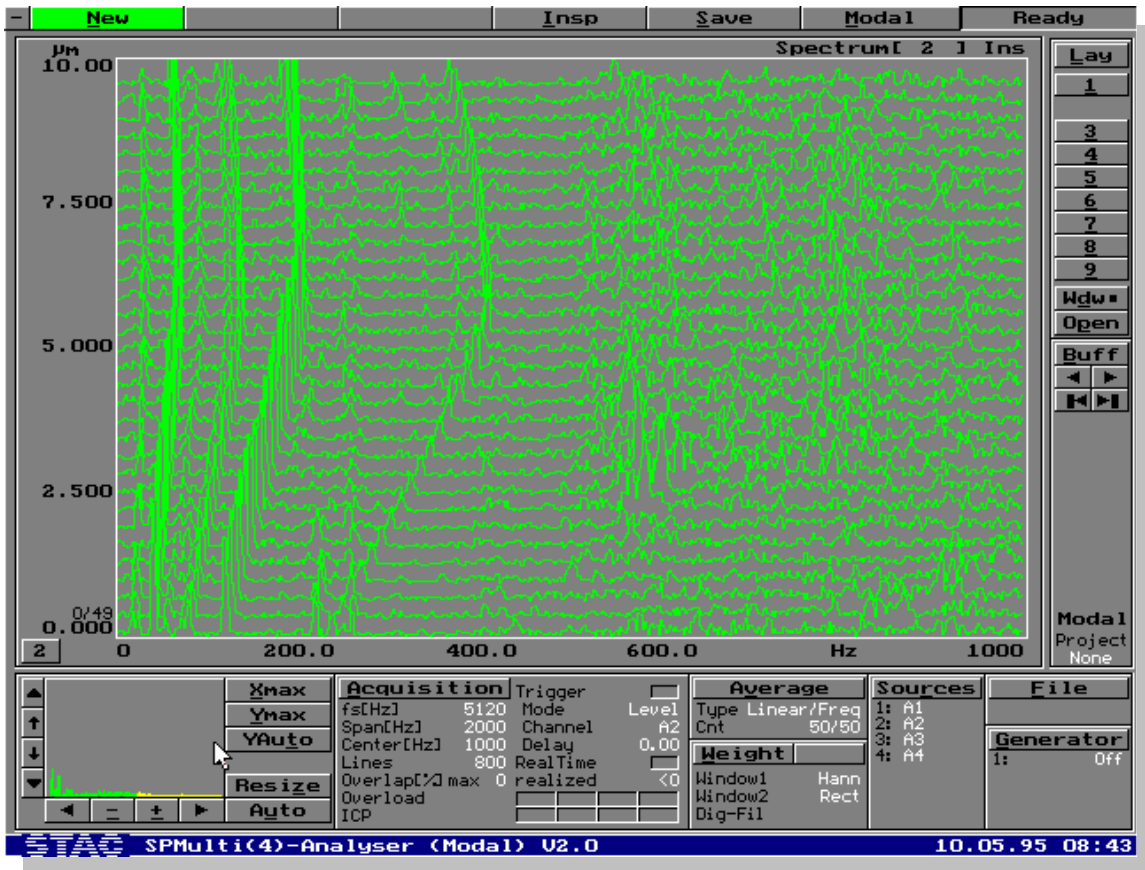 - New Insp Save Modal Ready
µm Spectrum[ 2 ] Ins
10.00
7.500
5.000
2.500
0/49
0.000
2 0 200.0 400.0 600.0 Hz 1000
Lay
1
3
4
5
6
7
8
9
Wdw
Open
Buff
Modal
Project
None
Xmax
Ymax
YAuto
Resize
- + Auto
Acquisition Trigger
fs[Hz] 5120 Mode Level
Span[Hz] 2000 Channel A2
Center[Hz] 1000 Delay 0.00
Lines 800 RealTime
Overlap[%] max 0 realized <0
Overload
ICP
Average
Type Linear/Freq
Cnt 50/50
Weight
Window1 Hann
Window2 Rect
Dig-Fil
Sources
1: A1
2: A2
3: A3
4: A4
File
Generator
1: Off
STAC SPMulti(4)-Analyser (Modal) V2.0 10.05.95 08:43